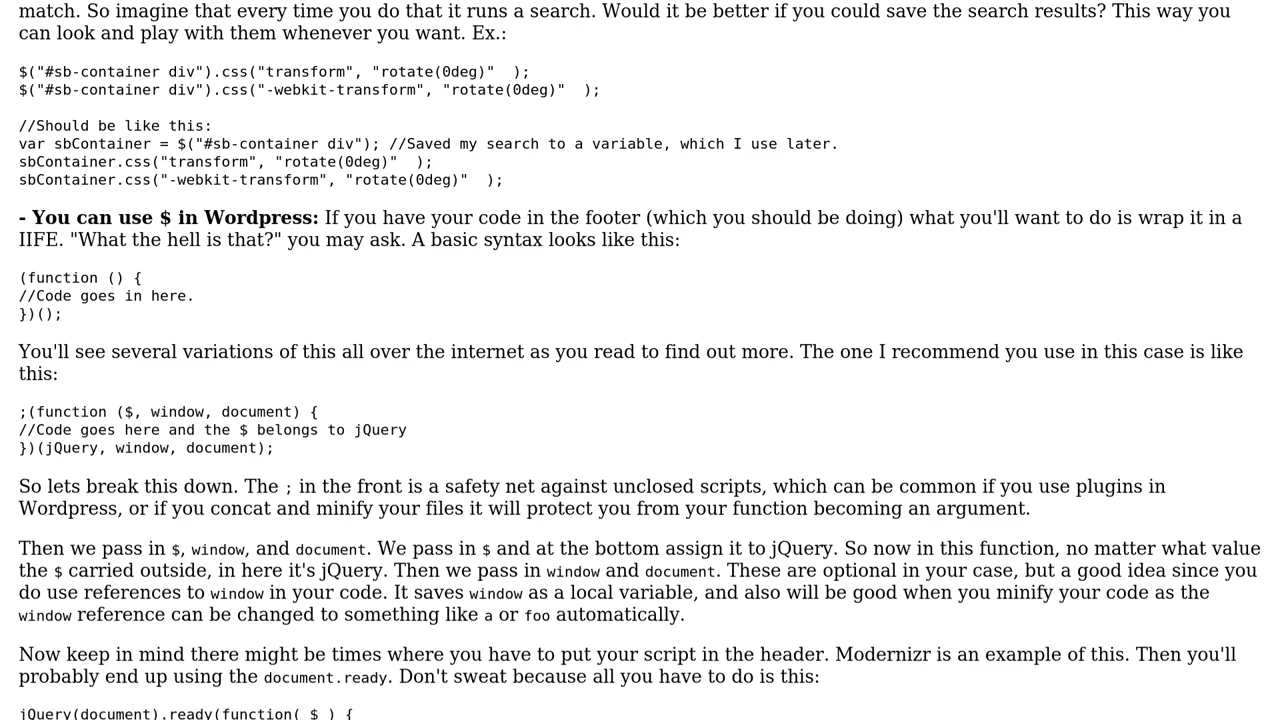 match. So imagine that every time you do that it runs a search. Would it be better if you could save the search results? This way you
can look and play with them whenever you want. Ex.:
$("#sb-container div").css("transform", "rotate(0deg)"  );
$("#sb-container div").css("-webkit-transform", "rotate(0deg)"  );
//Should be like this:
var sbContainer = $("#sb-container div"); //Saved my search to a variable, which I use later.
sbContainer.css("transform", "rotate(0deg)"  );
sbContainer.css("-webkit-transform", "rotate(0deg)"  );
- You can use $ in Wordpress: If you have your code in the footer (which you should be doing) what you'll want to do is wrap it in a
IIFE. "What the hell is that?" you may ask. A basic syntax looks like this:
(function () {
//Code goes in here.
})();
You'll see several variations of this all over the internet as you read to find out more. The one I recommend you use in this case is like
this:
;(function ($, window, document) {
//Code goes here and the $ belongs to jQuery
})(jQuery, window, document);
So lets break this down. The ; in the front is a safety net against unclosed scripts, which can be common if you use plugins in
Wordpress, or if you concat and minify your files it will protect you from your function becoming an argument.
Then we pass in $, window, and document. We pass in $ and at the bottom assign it to jQuery. So now in this function, no matter what value
the $ carried outside, in here it's jQuery. Then we pass in window and document. These are optional in your case, but a good idea since you
do use references to window in your code. It saves window as a local variable, and also will be good when you minify your code as the
window reference can be changed to something like a or foo automatically.
Now keep in mind there might be times where you have to put your script in the header. Modernizr is an example of this. Then you'll
probably end up using the document.ready. Don't sweat because all you have to do is this:
jQuery(document).ready(function( $ ) {